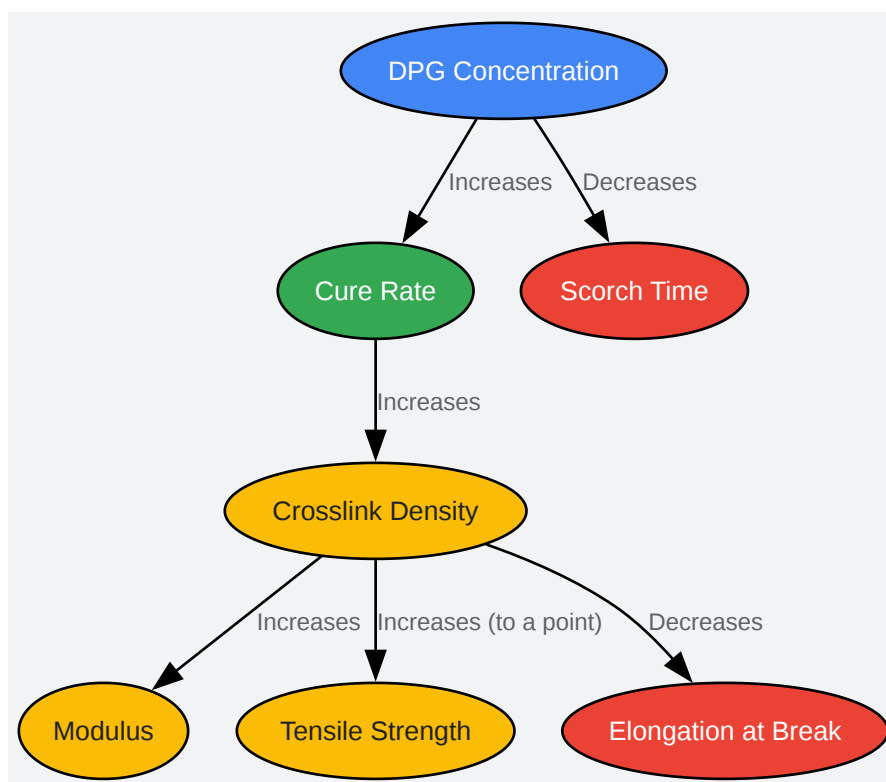 DPG Concentration
Increases
Decreases
Cure Rate
Scorch Time
Increases
Crosslink Density
Increases
Increases (to a point)
Decreases
Modulus
Tensile Strength
Elongation at Break